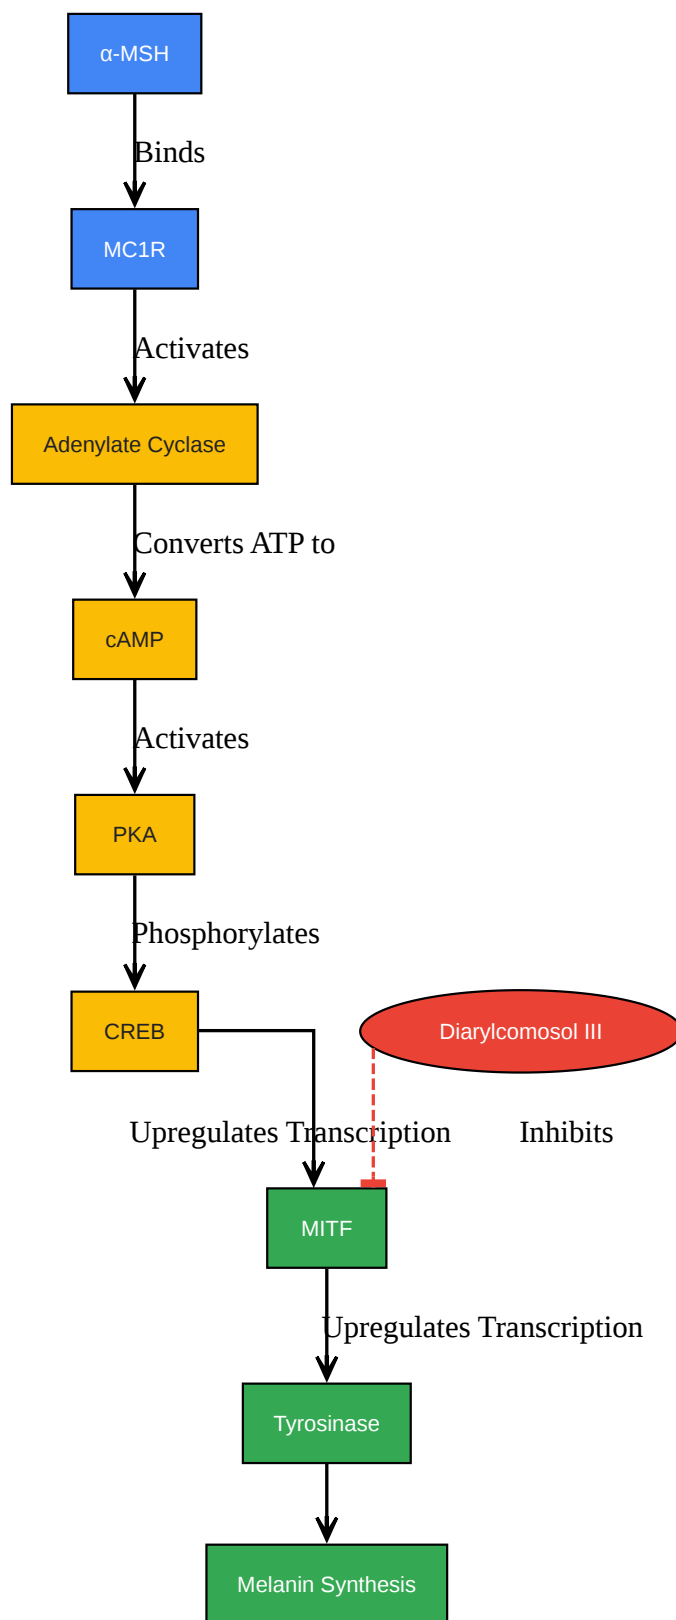 α-MSH
Binds
MC1R
Activates
Adenylate Cyclase
Converts ATP to
cAMP
Activates
PKA
Phosphorylates
CREB
Diarylcomosol III
Upregulates Transcription
Inhibits
MITF
Upregulates Transcription
Tyrosinase
Melanin Synthesis